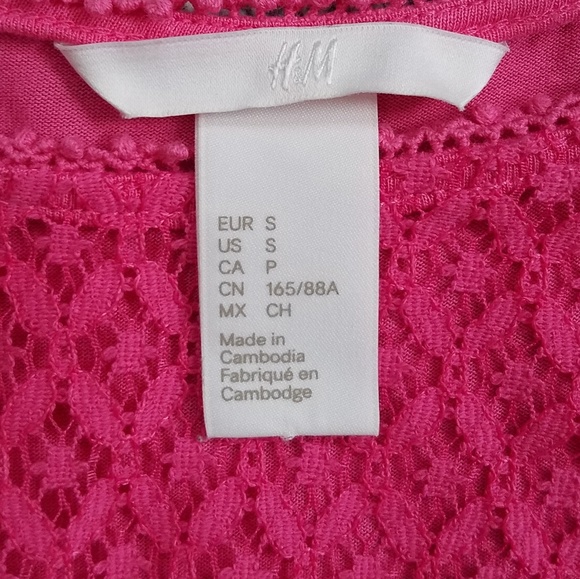 H&M
EUR S
US S
CA P
CN 165/88A
MX CH
Made in
Cambodia
Fabriqué en
Cambodge